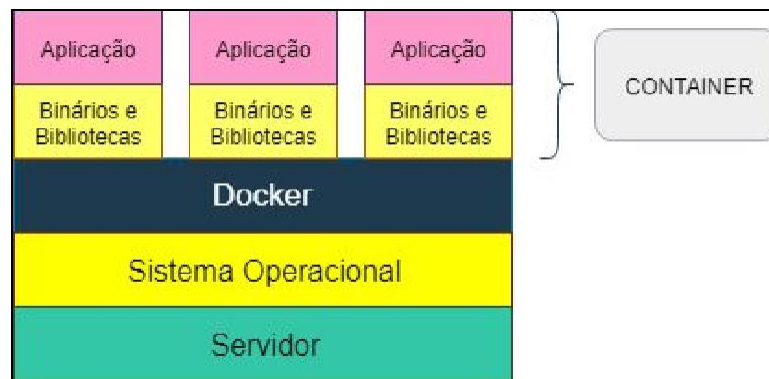 Aplicação
Aplicação
Aplicação
CONTAINER
Binários e
Bibliotecas
Binários e
Bibliotecas
Binários e
Bibliotecas
Docker
Sistema Operacional
Servidor